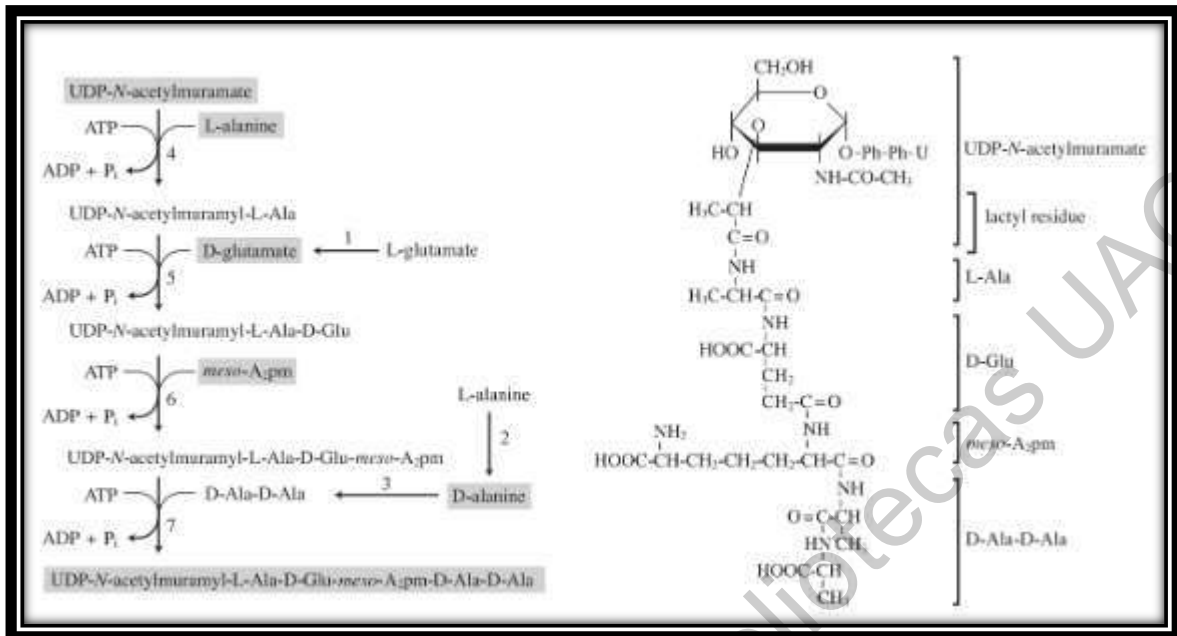 UDP-N-acetylmuramate
ATP
L-alanine
4
ADP + Pi
UDP-N-acetylmuramyl-L-Ala
ATP
D-glutamate
1
L-glutamate
5
ADP + Pi
UDP-N-acetylmuramyl-L-Ala-D-Glu
ATP
meso-A₂pm
6
ADP + Pi
L-alanine
2
UDP-N-acetylmuramyl-L-Ala-D-Glu-meso-A₂pm
ATP
D-Ala-D-Ala
3
D-alanine
7
ADP + Pi
UDP-N-acetylmuramyl-L-Ala-D-Glu-meso-A₂pm-D-Ala-D-Ala
CH₂OH
O
O
HO
O-Ph-Ph-U
NH-CO-CH₃
H₃C-CH
C=O
NH
H₃C-CH-C=O
NH
HOOC-CH
CH₂
CH₂-C=O
NH₂
NH
HOOC-CH-CH₂-CH₂-CH₂-CH-C=O
NH
O=C-CH
HN CH₃
HOOC-CH
CH₃
UDP-N-acetylmuramate
lactyl residue
L-Ala
D-Glu
meso-A₂pm
D-Ala-D-Ala
liotecas UAQ